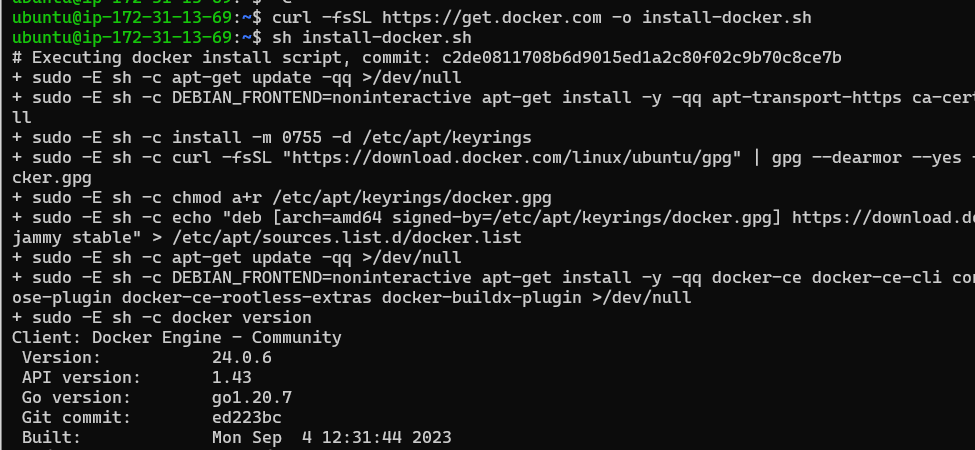 ubuntu@ip-172-31-13-69:~$ curl -fsSL https://get.docker.com -o install-docker.sh
ubuntu@ip-172-31-13-69:~$ sh install-docker.sh
# Executing docker install script, commit: c2de0811708b6d9015ed1a2c80f02c9b70c8ce7b
+ sudo -E sh -c apt-get update -qq >/dev/null
+ sudo -E sh -c DEBIAN_FRONTEND=noninteractive apt-get install -y -qq apt-transport-https ca-cert
ll
+ sudo -E sh -c install -m 0755 -d /etc/apt/keyrings
+ sudo -E sh -c curl -fsSL "https://download.docker.com/linux/ubuntu/gpg" | gpg --dearmor --yes -
cker.gpg
+ sudo -E sh -c chmod a+r /etc/apt/keyrings/docker.gpg
+ sudo -E sh -c echo "deb [arch=amd64 signed-by=/etc/apt/keyrings/docker.gpg] https://download.do
jammy stable" > /etc/apt/sources.list.d/docker.list
+ sudo -E sh -c apt-get update -qq >/dev/null
+ sudo -E sh -c DEBIAN_FRONTEND=noninteractive apt-get install -y -qq docker-ce docker-ce-cli con
ose-plugin docker-ce-rootless-extras docker-buildx-plugin >/dev/null
+ sudo -E sh -c docker version
Client: Docker Engine - Community
Version: 24.0.6
API version: 1.43
Go version: go1.20.7
Git commit: ed223bc
Built: Mon Sep  4 12:31:44 2023